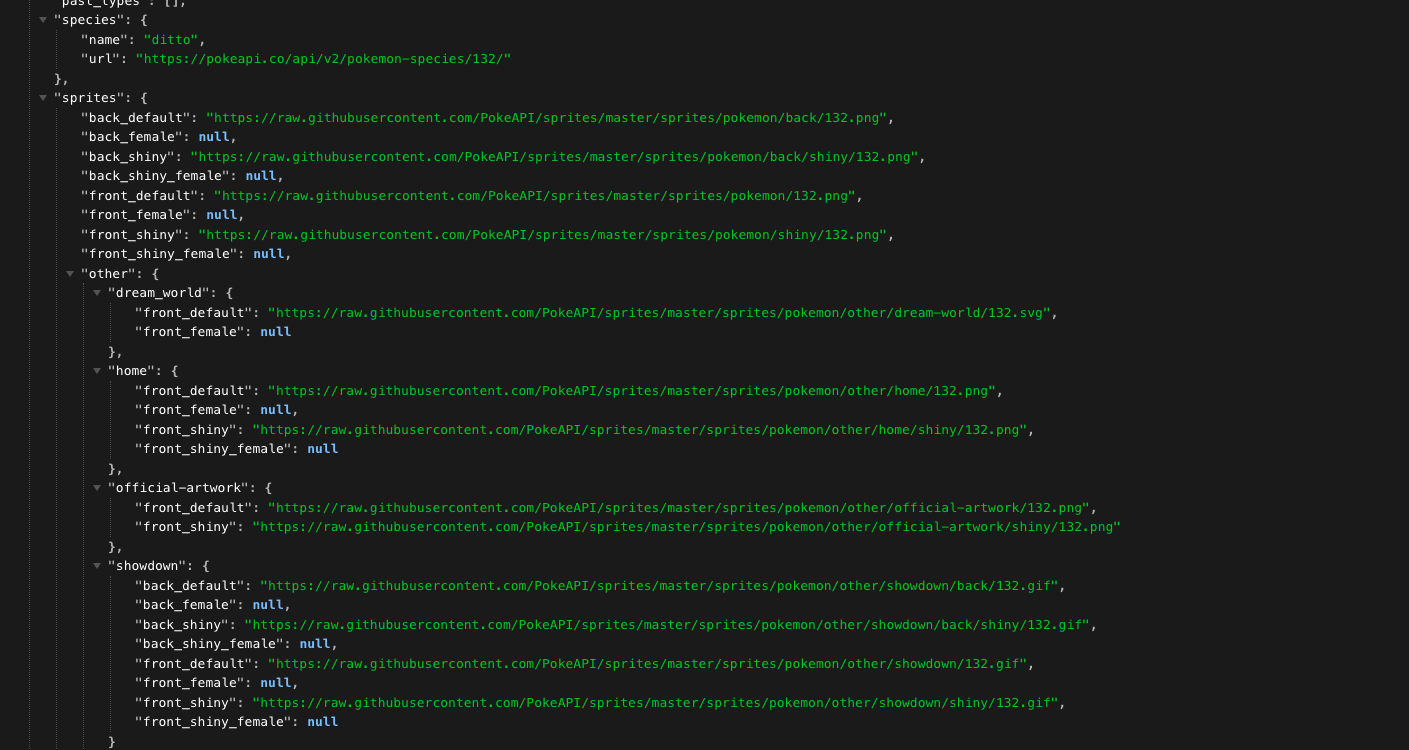 "past_types": [],
"species": {
"name": "ditto",
"url": "https://pokeapi.co/api/v2/pokemon-species/132/"
},
"sprites": {
"back_default": "https://raw.githubusercontent.com/PokeAPI/sprites/master/sprites/pokemon/back/132.png",
"back_female": null,
"back_shiny": "https://raw.githubusercontent.com/PokeAPI/sprites/master/sprites/pokemon/back/shiny/132.png",
"back_shiny_female": null,
"front_default": "https://raw.githubusercontent.com/PokeAPI/sprites/master/sprites/pokemon/132.png",
"front_female": null,
"front_shiny": "https://raw.githubusercontent.com/PokeAPI/sprites/master/sprites/pokemon/shiny/132.png",
"front_shiny_female": null,
"other": {
"dream_world": {
"front_default": "https://raw.githubusercontent.com/PokeAPI/sprites/master/sprites/pokemon/other/dream-world/132.svg",
"front_female": null
},
"home": {
"front_default": "https://raw.githubusercontent.com/PokeAPI/sprites/master/sprites/pokemon/other/home/132.png",
"front_female": null,
"front_shiny": "https://raw.githubusercontent.com/PokeAPI/sprites/master/sprites/pokemon/other/home/shiny/132.png",
"front_shiny_female": null
},
"official-artwork": {
"front_default": "https://raw.githubusercontent.com/PokeAPI/sprites/master/sprites/pokemon/other/official-artwork/132.png",
"front_shiny": "https://raw.githubusercontent.com/PokeAPI/sprites/master/sprites/pokemon/other/official-artwork/shiny/132.png"
},
"showdown": {
"back_default": "https://raw.githubusercontent.com/PokeAPI/sprites/master/sprites/pokemon/other/showdown/back/132.gif",
"back_female": null,
"back_shiny": "https://raw.githubusercontent.com/PokeAPI/sprites/master/sprites/pokemon/other/showdown/back/shiny/132.gif",
"back_shiny_female": null,
"front_default": "https://raw.githubusercontent.com/PokeAPI/sprites/master/sprites/pokemon/other/showdown/132.gif",
"front_female": null,
"front_shiny": "https://raw.githubusercontent.com/PokeAPI/sprites/master/sprites/pokemon/other/showdown/shiny/132.gif",
"front_shiny_female": null
}